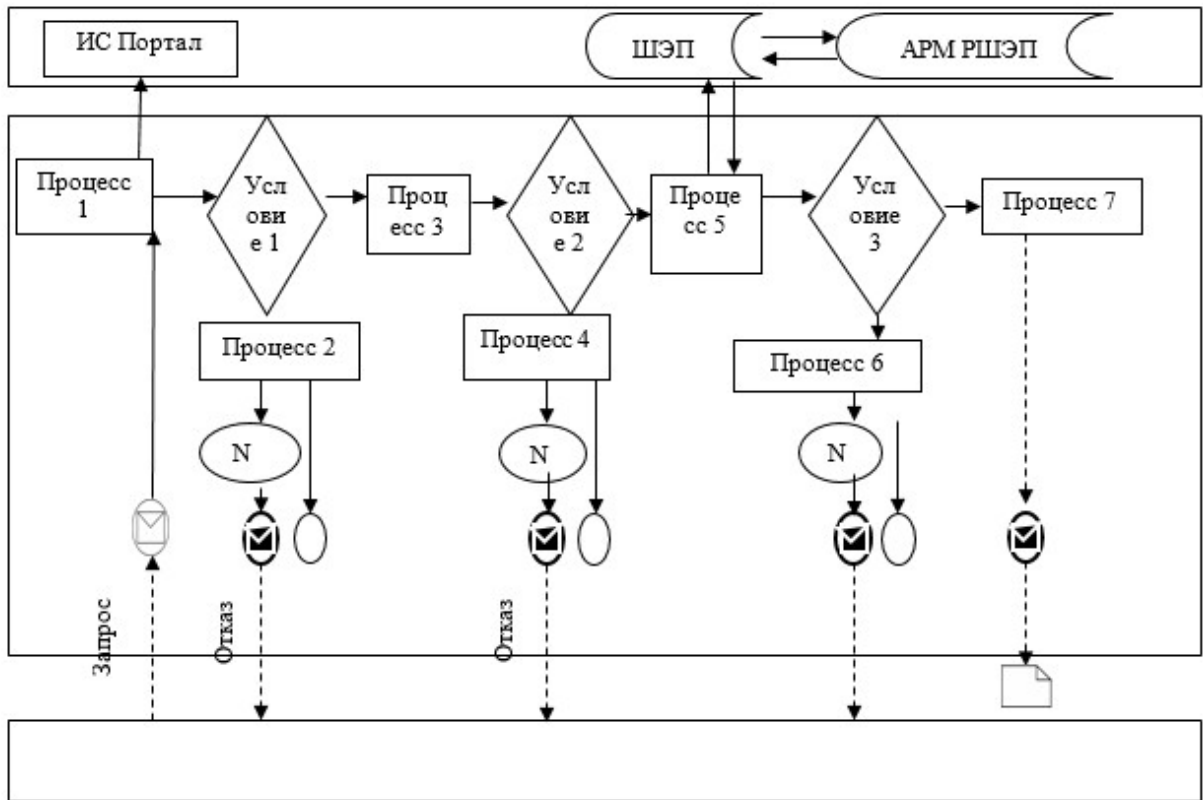 ИС Портал
ШЭП
АРМ РШЭП
Процесс
1
Усл
ови
е 1
Проц
есс 3
Усл
ови
е 2
Проце
сс 5
Усл
овие
3
Процесс 7
Процесс 2
Процесс 4
Процесс 6
N
N
N
Запрос
Отказ
Отказ